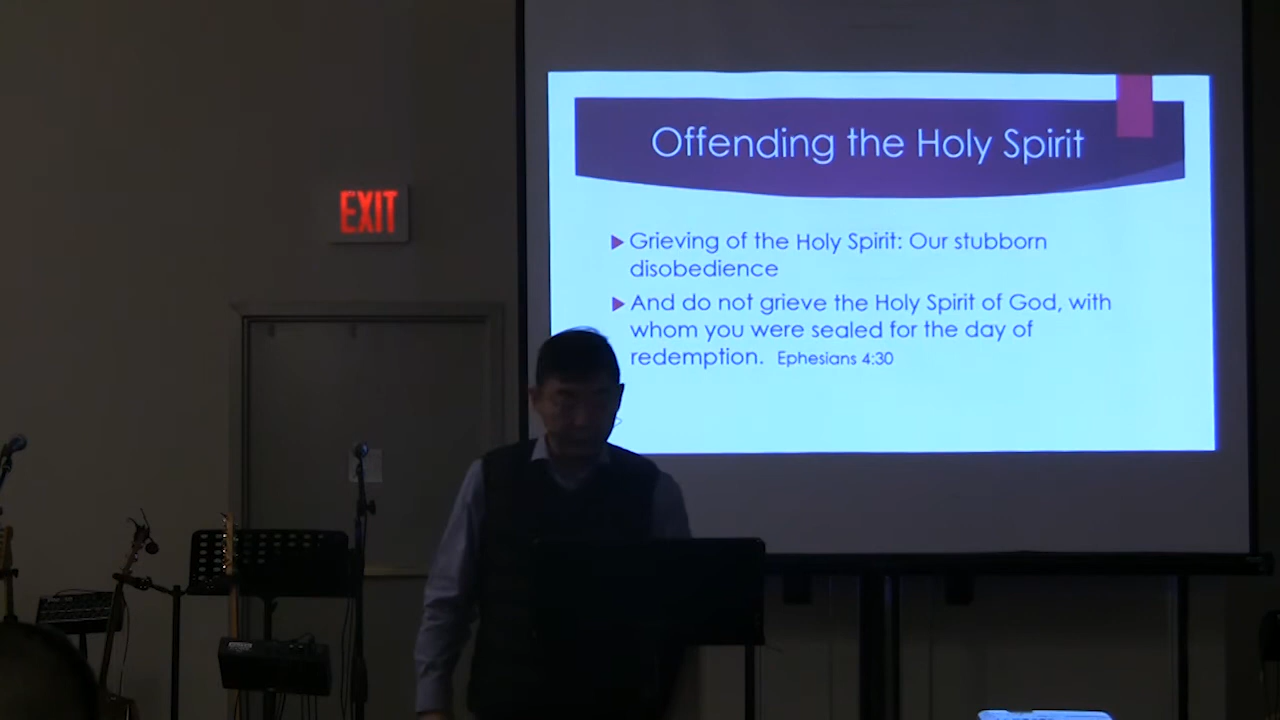 Offending the Holy Spirit
EXIT
Grieving of the Holy Spirit: Our stubborn
disobedience
And do not grieve the Holy Spirit of God, with
whom you were sealed for the day of
redemption. Ephesians 4:30